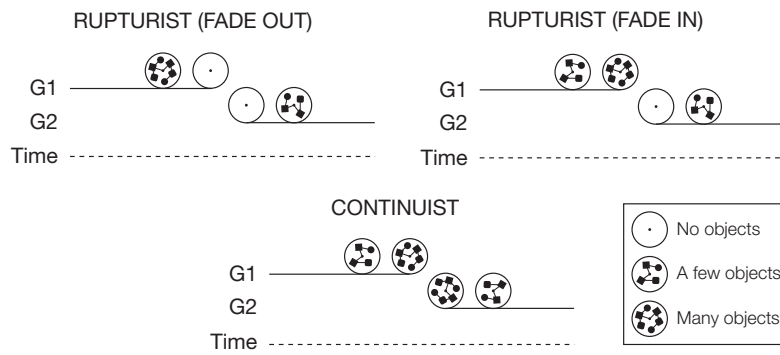 RUPTURIST (FADE OUT)
G1
G2
Time
RUPTURIST (FADE IN)
G1
G2
Time
CONTINUIST
G1
G2
Time
No objects
A few objects
Many objects